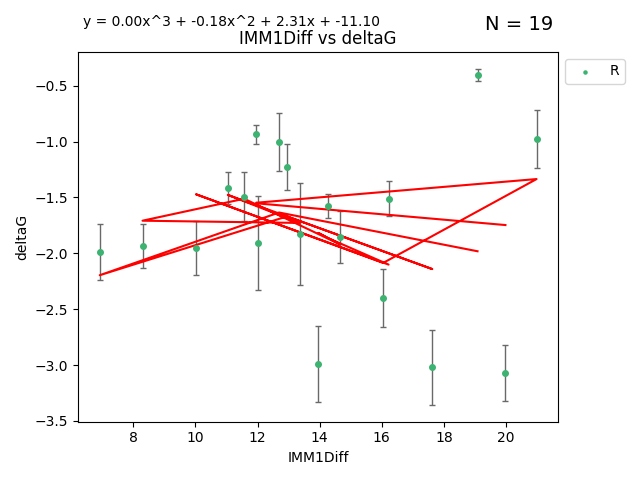 y = 0.00x^3 + -0.18x^2 + 2.31x + -11.10
N = 19
IMM1Diff vs deltaG
R
deltaG
−0.5
−1.0
−1.5
−2.0
−2.5
−3.0
−3.5
8 10 12 14 16 18 20
IMM1Diff